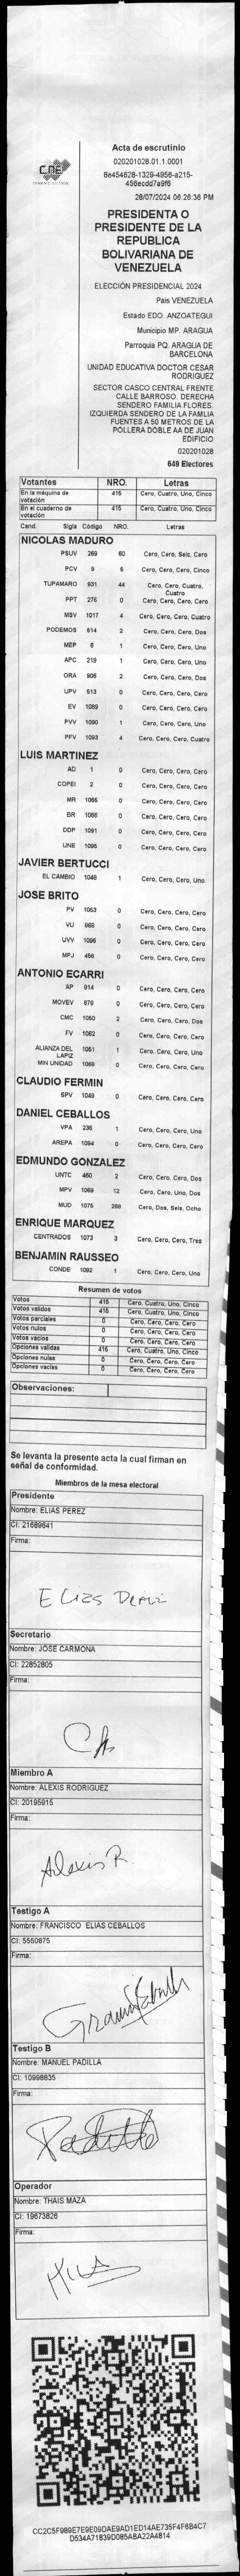 CNE
Acta de escrutinio
020201028.01.1.0001
8e454628-1329-4956-a215-
456ecdd7a9f6
28/07/2024 06:26:36 PM
PRESIDENTA O
PRESIDENTE DE LA
REPUBLICA
BOLIVARIANA DE
VENEZUELA
ELECCIÓN PRESIDENCIAL 2024
Pais VENEZUELA
Estado EDO. ANZOATEGUI
Municipio MP. ARAGUA
Parroquia PQ. ARAGUA DE
BARCELONA
UNIDAD EDUCATIVA DOCTOR CESAR
RODRIGUEZ
SECTOR CASCO CENTRAL FRENTE
CALLE BARROSO. DERECHA
SENDERO FAMILIA FLORES.
IZQUIERDA SENDERO DE LA FAMLIA
FUENTES A 50 METROS DE LA
POLLERA DOBLE AA DE JUAN
EDIFICIO
020201028
649 Electores
Votantes NRO. Letras
En la máquina de votación 415 Cero, Cuatro, Uno, Cinco
En el cuaderno de votación 415 Cero, Cuatro, Uno, Cinco
Cand. Sigla Código NRO. Letras
NICOLAS MADURO
PSUV 269 60 Cero, Cero, Seis, Cero
PCV 9 5 Cero, Cero, Cero, Cinco
TUPAMARO 931 44 Cero, Cero, Cuatro, Cuatro
PPT 276 0 Cero, Cero, Cero, Cero
MSV 1017 4 Cero, Cero, Cero, Cuatro
PODEMOS 514 2 Cero, Cero, Cero, Dos
MEP 6 1 Cero, Cero, Cero, Uno
APC 219 1 Cero, Cero, Cero, Uno
ORA 906 2 Cero, Cero, Cero, Dos
UPV 513 0 Cero, Cero, Cero, Cero
EV 1089 0 Cero, Cero, Cero, Cero
PVV 1090 1 Cero, Cero, Cero, Uno
PFV 1093 4 Cero, Cero, Cero, Cuatro
LUIS MARTINEZ
AD 1 0 Cero, Cero, Cero, Cero
COPEI 2 0 Cero, Cero, Cero, Cero
MR 1065 0 Cero, Cero, Cero, Cero
BR 1066 0 Cero, Cero, Cero, Cero
DDP 1091 0 Cero, Cero, Cero, Cero
UNE 1095 0 Cero, Cero, Cero, Cero
JAVIER BERTUCCI
EL CAMBIO 1048 1 Cero, Cero, Cero, Uno
JOSE BRITO
PV 1053 0 Cero, Cero, Cero, Cero
VU 969 0 Cero, Cero, Cero, Cero
UVV 1096 0 Cero, Cero, Cero, Cero
MPJ 458 0 Cero, Cero, Cero, Cero
ANTONIO ECARRI
AP 914 0 Cero, Cero, Cero, Cero
MOVEV 978 0 Cero, Cero, Cero, Cero
CMC 1050 2 Cero, Cero, Cero, Dos
FV 1062 0 Cero, Cero, Cero, Cero
ALIANZA DEL LAPIZ 1051 1 Cero, Cero, Cero, Uno
MIN UNIDAD 1068 0 Cero, Cero, Cero, Cero
CLAUDIO FERMIN
SPV 1049 0 Cero, Cero, Cero, Cero
DANIEL CEBALLOS
VPA 236 1 Cero, Cero, Cero, Uno
AREPA 1094 0 Cero, Cero, Cero, Cero
EDMUNDO GONZALEZ
UNTC 460 2 Cero, Cero, Cero, Dos
MPV 1069 12 Cero, Cero, Uno, Dos
MUD 1075 268 Cero, Dos, Seis, Ocho
ENRIQUE MARQUEZ
CENTRADOS 1073 3 Cero, Cero, Cero, Tres
BENJAMIN RAUSSEO
CONDE 1092 1 Cero, Cero, Cero, Uno
Resumen de votos
Votos 415 Cero, Cuatro, Uno, Cinco
Votos validos 415 Cero, Cuatro, Uno, Cinco
Votos parciales 0 Cero, Cero, Cero, Cero
Votos nulos 0 Cero, Cero, Cero, Cero
Votos vacios 0 Cero, Cero, Cero, Cero
Opciones validas 415 Cero, Cuatro, Uno, Cinco
Opciones nulas 0 Cero, Cero, Cero, Cero
Opciones vacias 0 Cero, Cero, Cero, Cero
Observaciones:
Se levanta la presente acta la cual firman en
señal de conformidad.
Miembros de la mesa electoral
Presidente
Nombre: ELIAS PEREZ
CI: 21689641
Firma:
Secretario
Nombre: JOSE CARMONA
CI: 22852805
Firma:
Miembro A
Nombre: ALEXIS RODRIGUEZ
CI: 20195915
Firma:
Alexis R.
Testigo A
Nombre: FRANCISCO ELIAS CEBALLOS
CI: 5550875
Firma:
Testigo B
Nombre: MANUEL PADILLA
CI: 10998835
Firma:
Padilla
Operador
Nombre: THAIS MAZA
CI: 19673826
Firma:
CC2C5F989E7E9E09DAE9AD1ED14AE735F4F6B4C7
D534A71839D085ABA22A4814